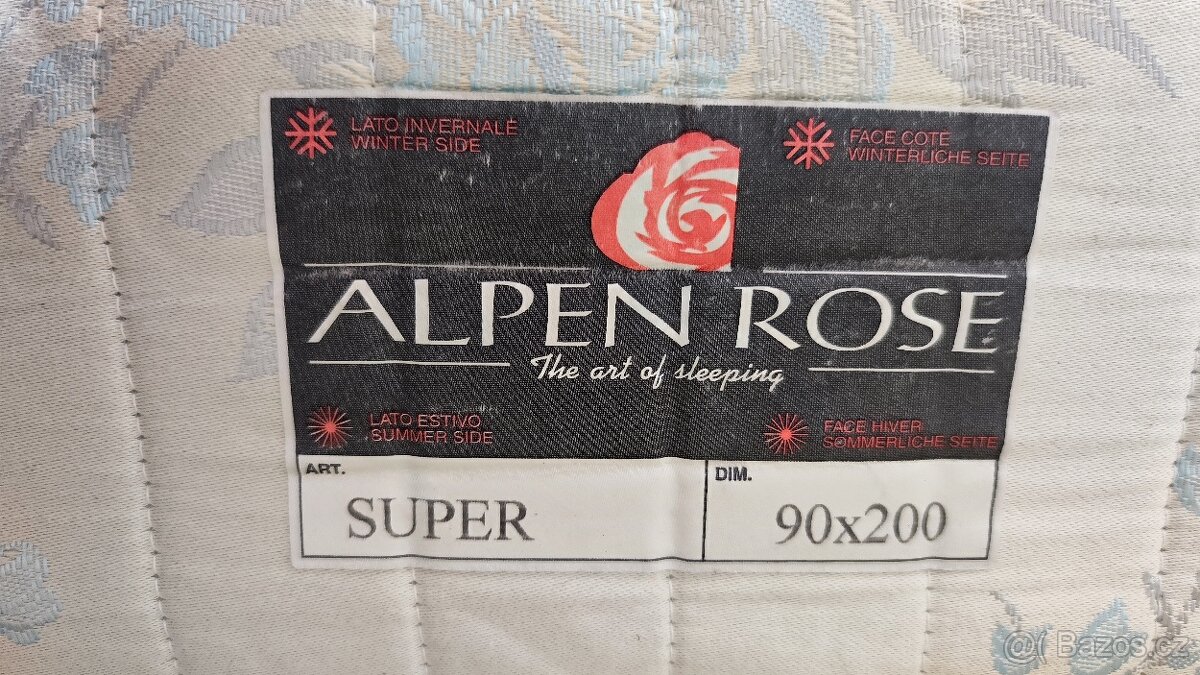 LATO INVERNALE
WINTER SIDE
FACE COTE
WINTERLICHE SEITE
ALPEN ROSE
The art of sleeping
LATO ESTIVO
SUMMER SIDE
FACE HIVER
SOMMERLICHE SEITE
ART.
SUPER
DIM.
90x200
Bazos.cz